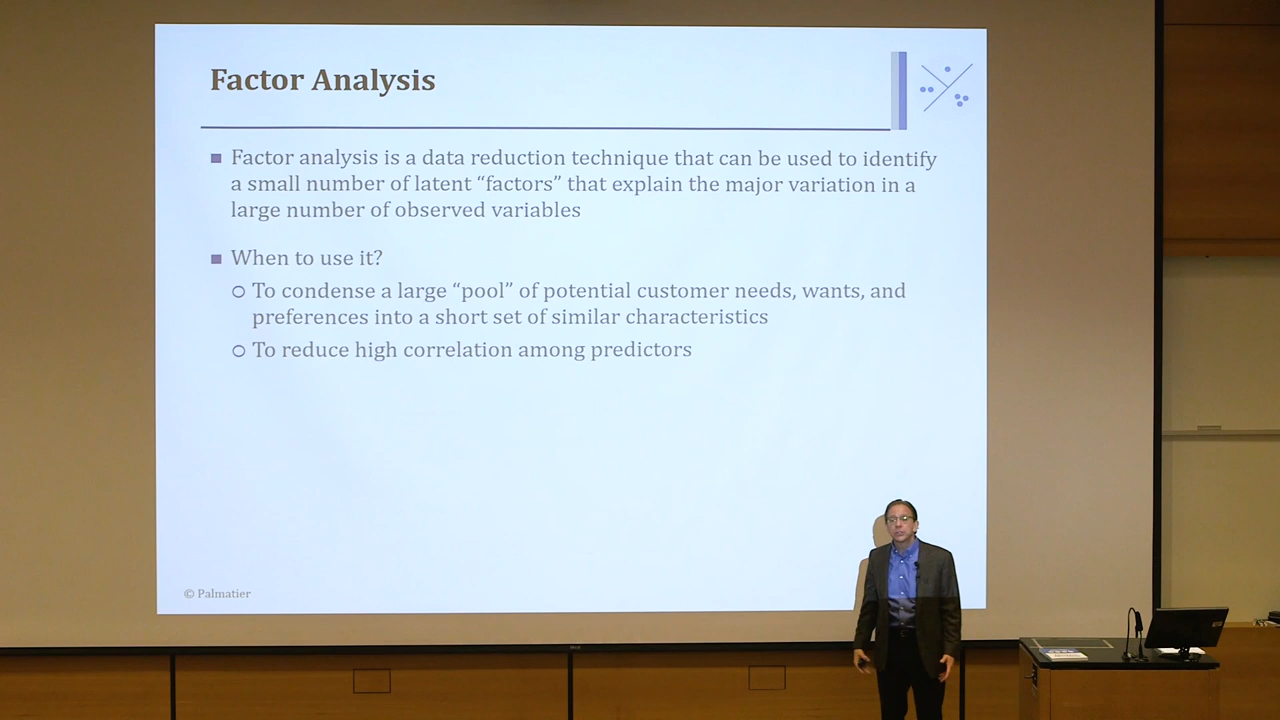 Factor Analysis
Factor analysis is a data reduction technique that can be used to identify
a small number of latent “factors” that explain the major variation in a
large number of observed variables
When to use it?
To condense a large “pool” of potential customer needs, wants, and
preferences into a short set of similar characteristics
To reduce high correlation among predictors
© Palmatier